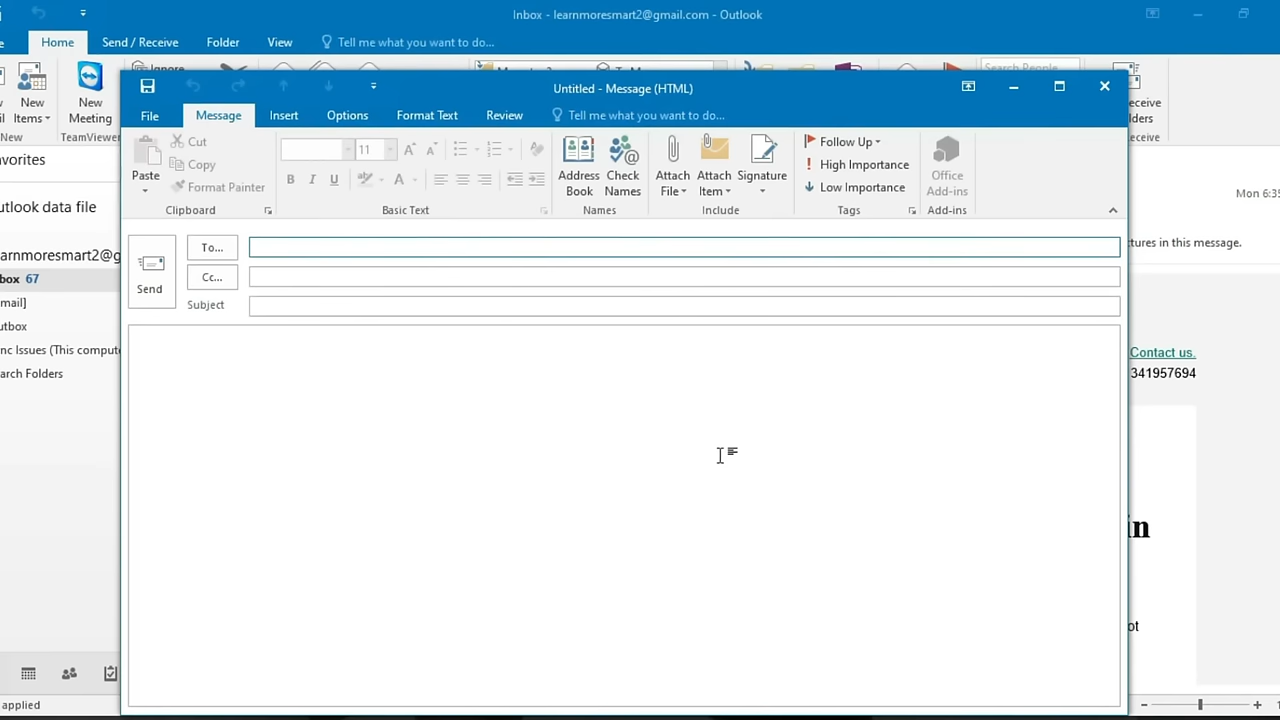 Inbox - learnmoresmart2@gmail.com - Outlook
Home Send / Receive Folder View Tell me what you want to do...
Ignore
Search People
New Items
New Meeting
New
TeamViewer
Untitled - Message (HTML)
File Message Insert Options Format Text Review Tell me what you want to do...
Paste
Cut
Copy
Format Painter
Clipboard
11
B I U A
Basic Text
Address Book
Check Names
Names
Attach File
Attach Item
Signature
Include
Follow Up
High Importance
Low Importance
Tags
Office Add-ins
Add-ins
eceive
lders
eceive
avorites
utlook data file
arnmoresmart2@g
box 67
mail]
utbox
nc Issues (This compute
arch Folders
Send
To...
Cc...
Subject
Mon 6:35
ctures in this message.
Contact us.
341957694
in
ot
applied